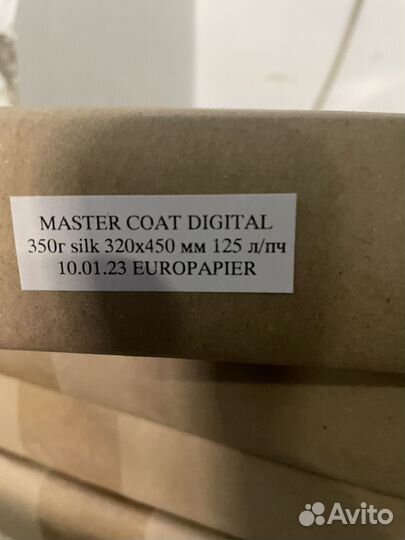 MASTER COAT DIGITAL
350г silk 320x450 мм 125 л/пч
10.01.23 EUROPAPIER
Avito